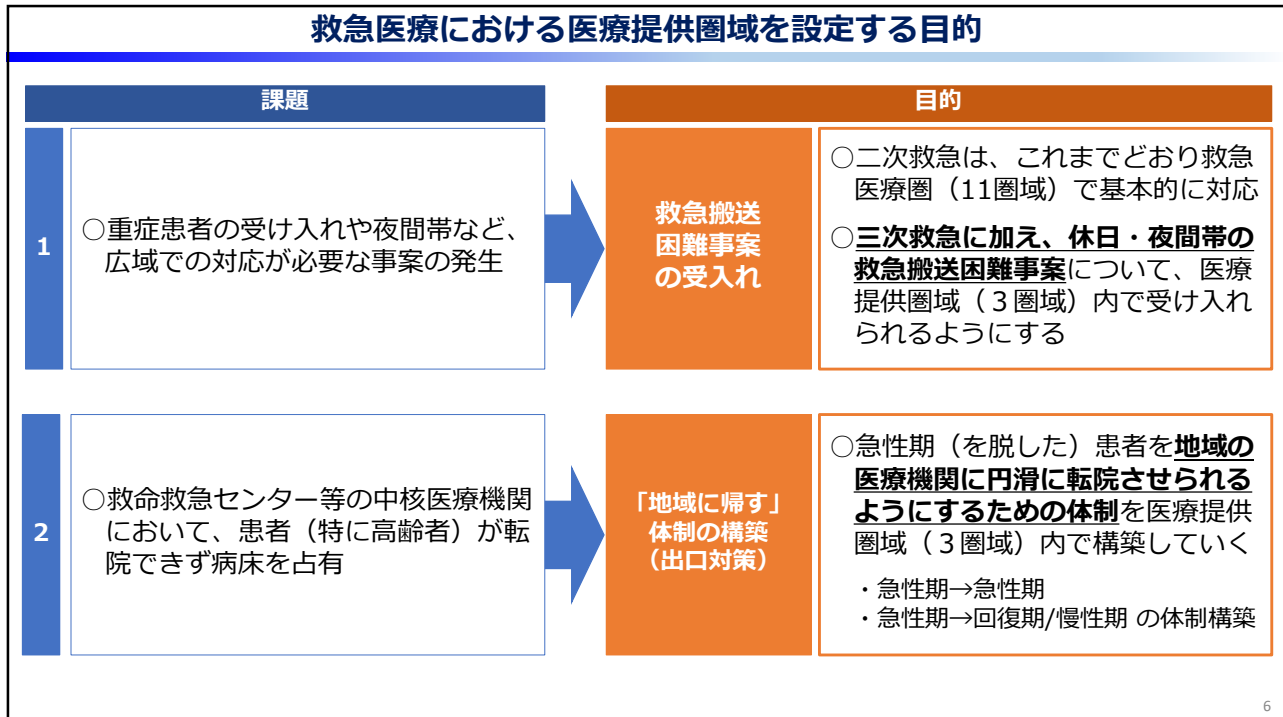 救急医療における医療提供圏域を設定する目的
課題
目的
1
○重症患者の受け入れや夜間帯など、
広域での対応が必要な事案の発生
救急搬送
困難事案
の受入れ
○二次救急は、これまでどおり救急
医療圏（11圏域）で基本的に対応
○三次救急に加え、休日・夜間帯の
救急搬送困難事案について、医療
提供圏域（３圏域）内で受け入れ
られるようにする
2
○救命救急センター等の中核医療機関
において、患者（特に高齢者）が転
院できず病床を占有
「地域に帰す」
体制の構築
（出口対策）
○急性期（を脱した）患者を地域の
医療機関に円滑に転院させられる
ようにするための体制を医療提供
圏域（３圏域）内で構築していく
・急性期→急性期
・急性期→回復期/慢性期 の体制構築
6